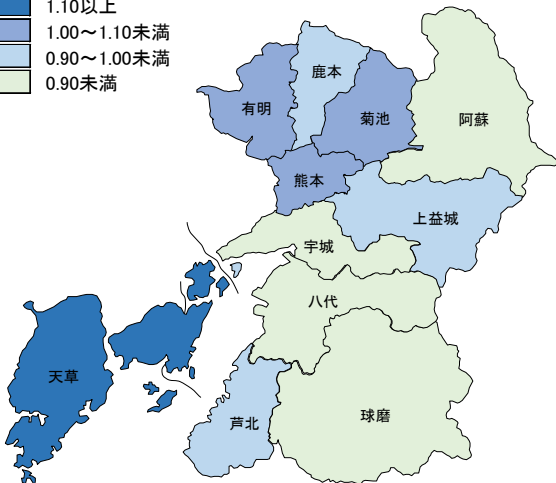 1.10以上
1.00～1.10未満
0.90～1.00未満
0.90未満
鹿本
有明
菊池
阿蘇
熊本
上益城
宇城
八代
天草
芦北
球磨